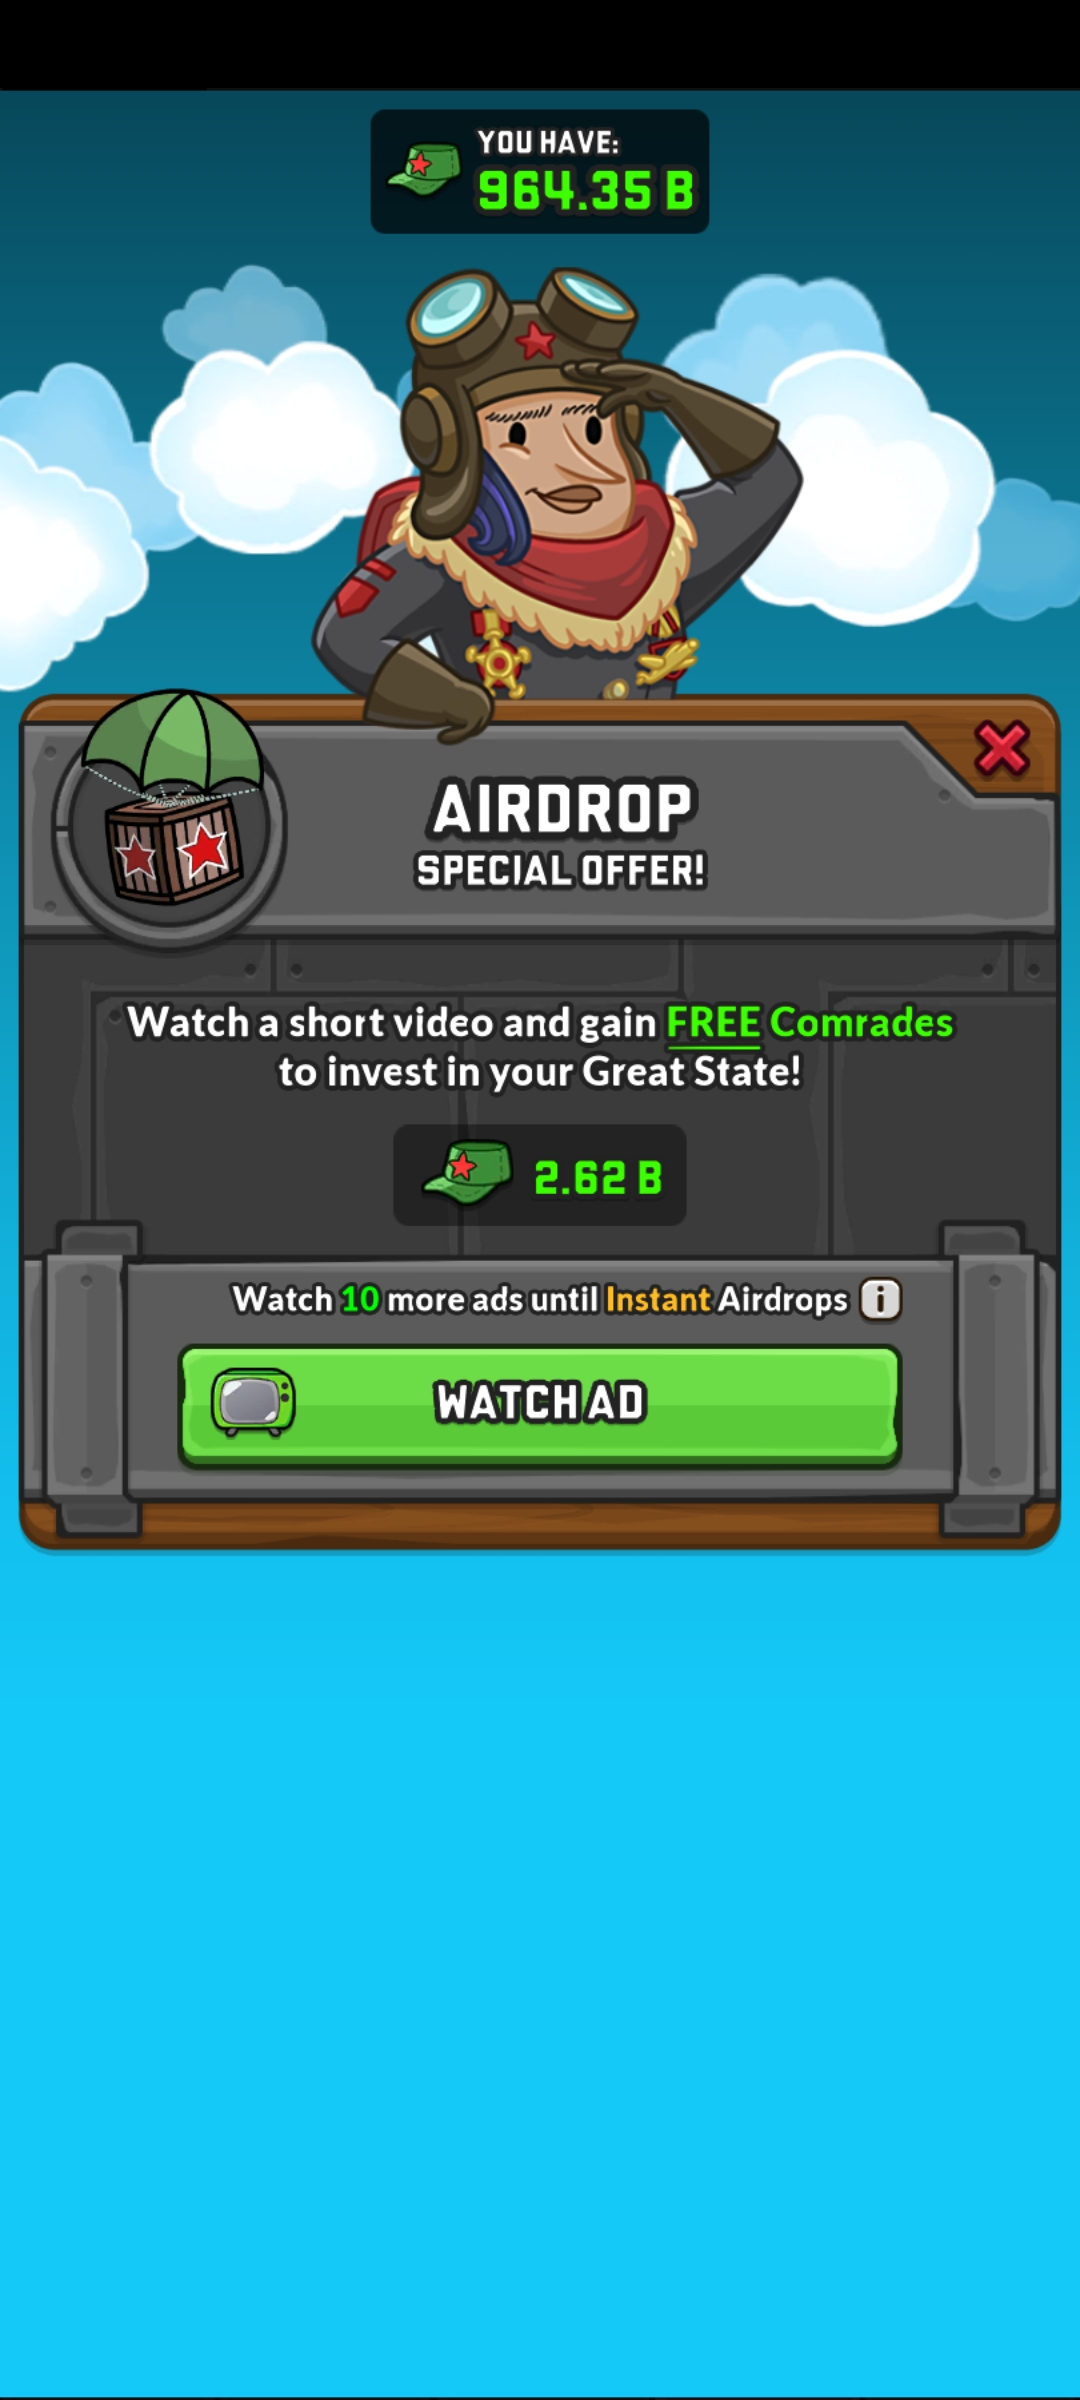 YOU HAVE:
964.35 B
AIRDROP
SPECIAL OFFER!
Watch a short video and gain FREE Comrades
to invest in your Great State!
2.62 B
Watch 10 more ads until Instant Airdrops i
WATCH AD